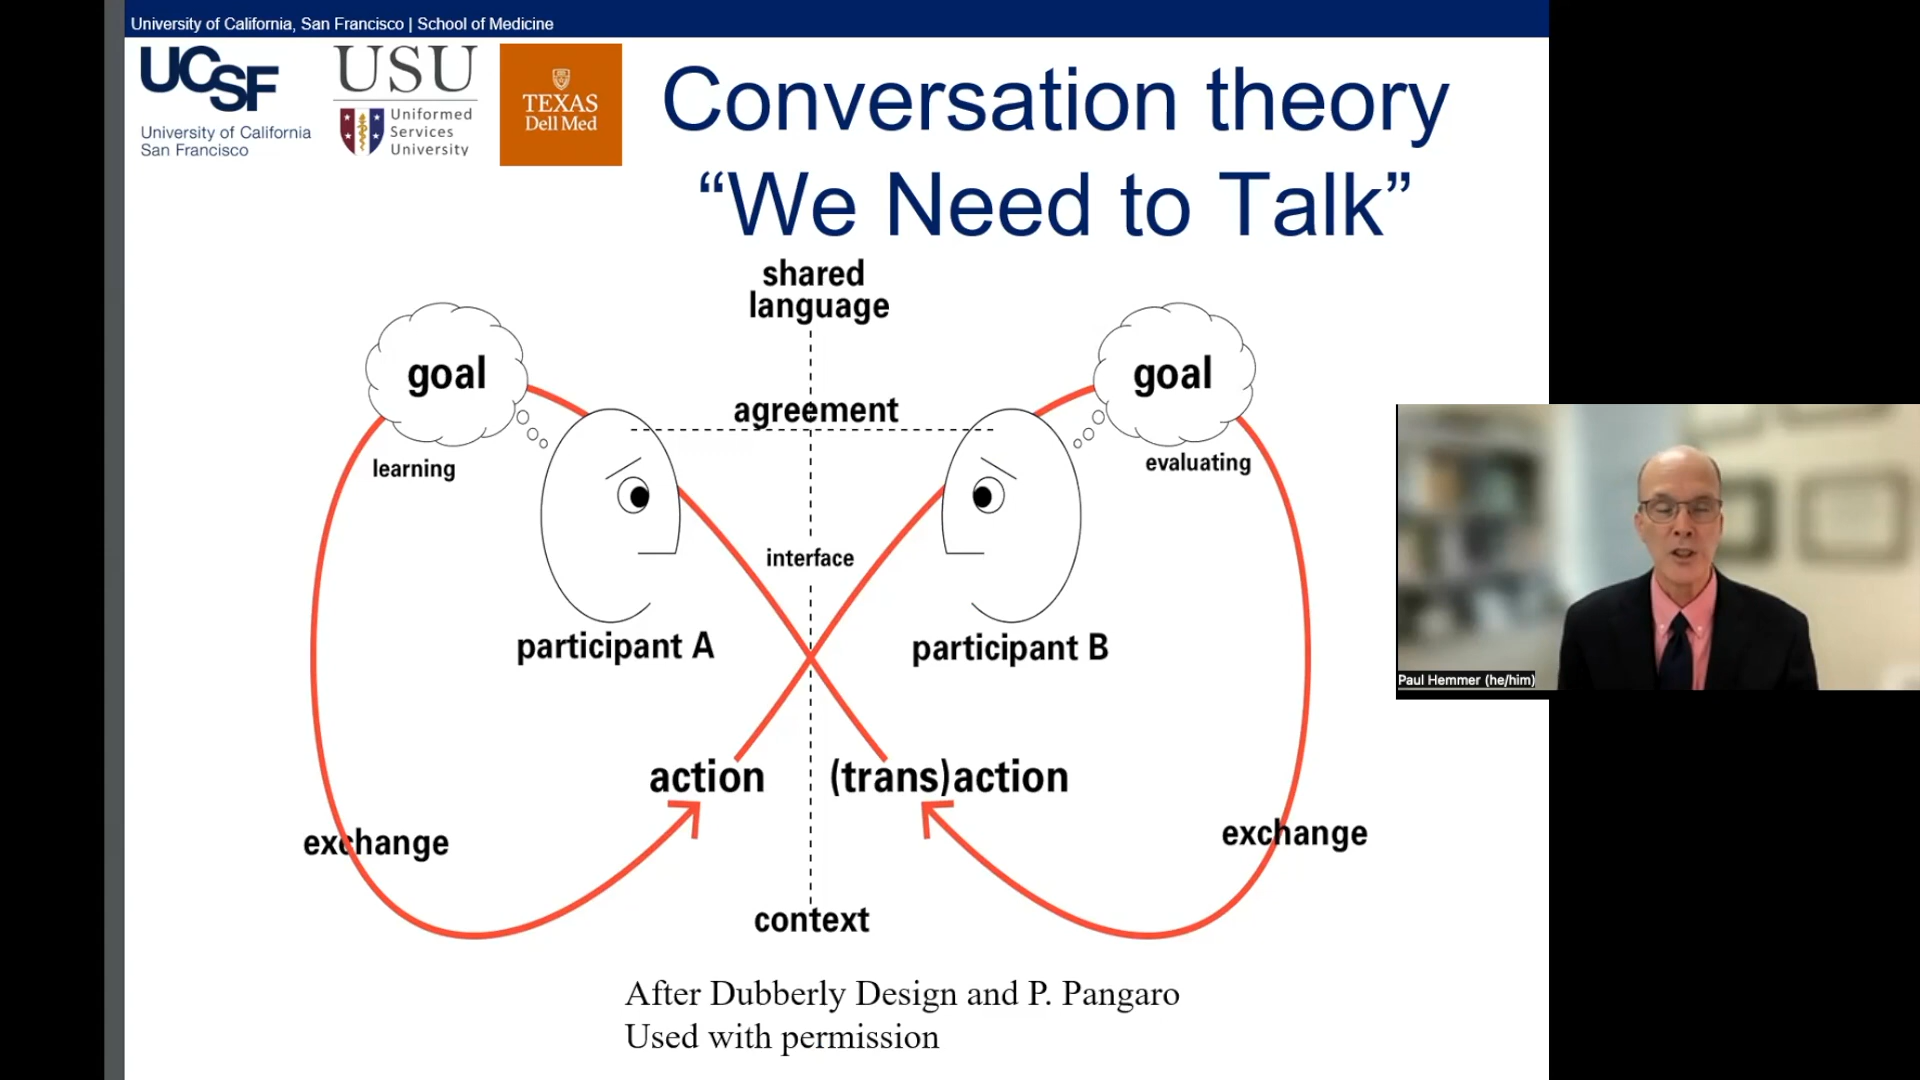 University of California, San Francisco | School of Medicine
UCSF
University of California
San Francisco
USU
Uniformed
Services
University
TEXAS
Dell Med
Conversation theory
“We Need to Talk”
shared
language
goal
goal
agreement
learning
evaluating
interface
participant A
participant B
action
(trans)action
exchange
exchange
context
After Dubberly Design and P. Pangaro
Used with permission
Paul Hemmer (he/him)